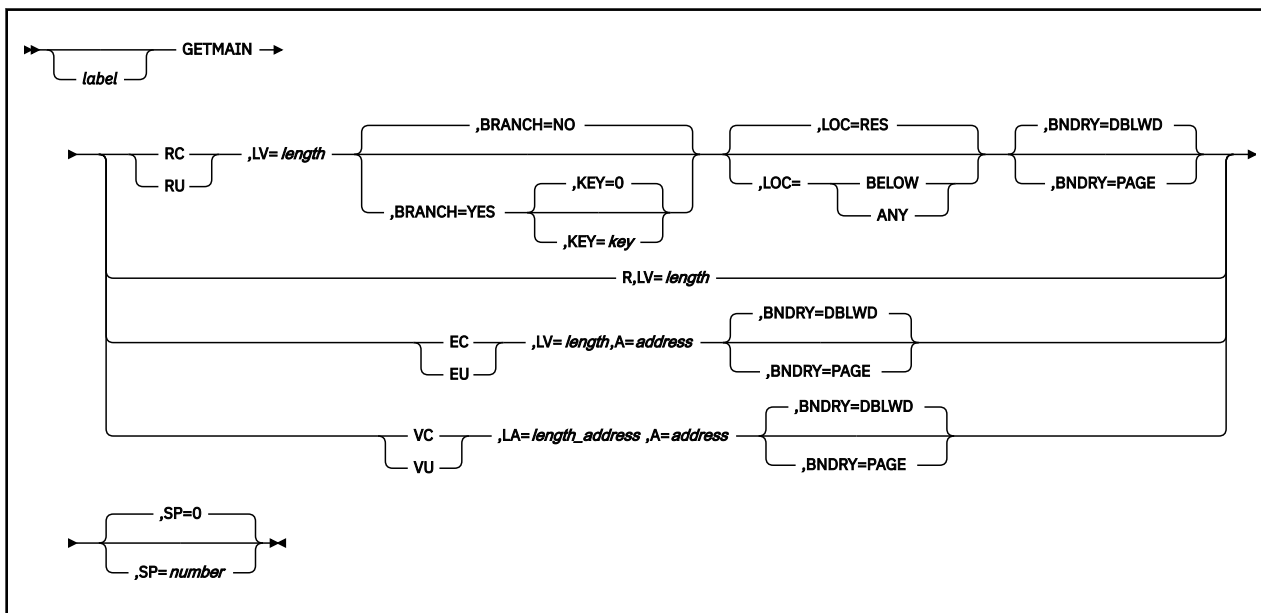 GETMAIN
label
,BRANCH=NO ,LOC=RES ,BNDRY=DBLWD
RC ,LV=length ,LOC= BELOW ,BNDRY=PAGE
RU ,KEY=0 ANY
,BRANCH=YES
,KEY=key
R,LV=length
,BNDRY=DBLWD
EC ,LV=length,A=address
EU ,BNDRY=PAGE
,BNDRY=DBLWD
VC ,LA=length_address ,A=address
VU ,BNDRY=PAGE
,SP=0
,SP=number